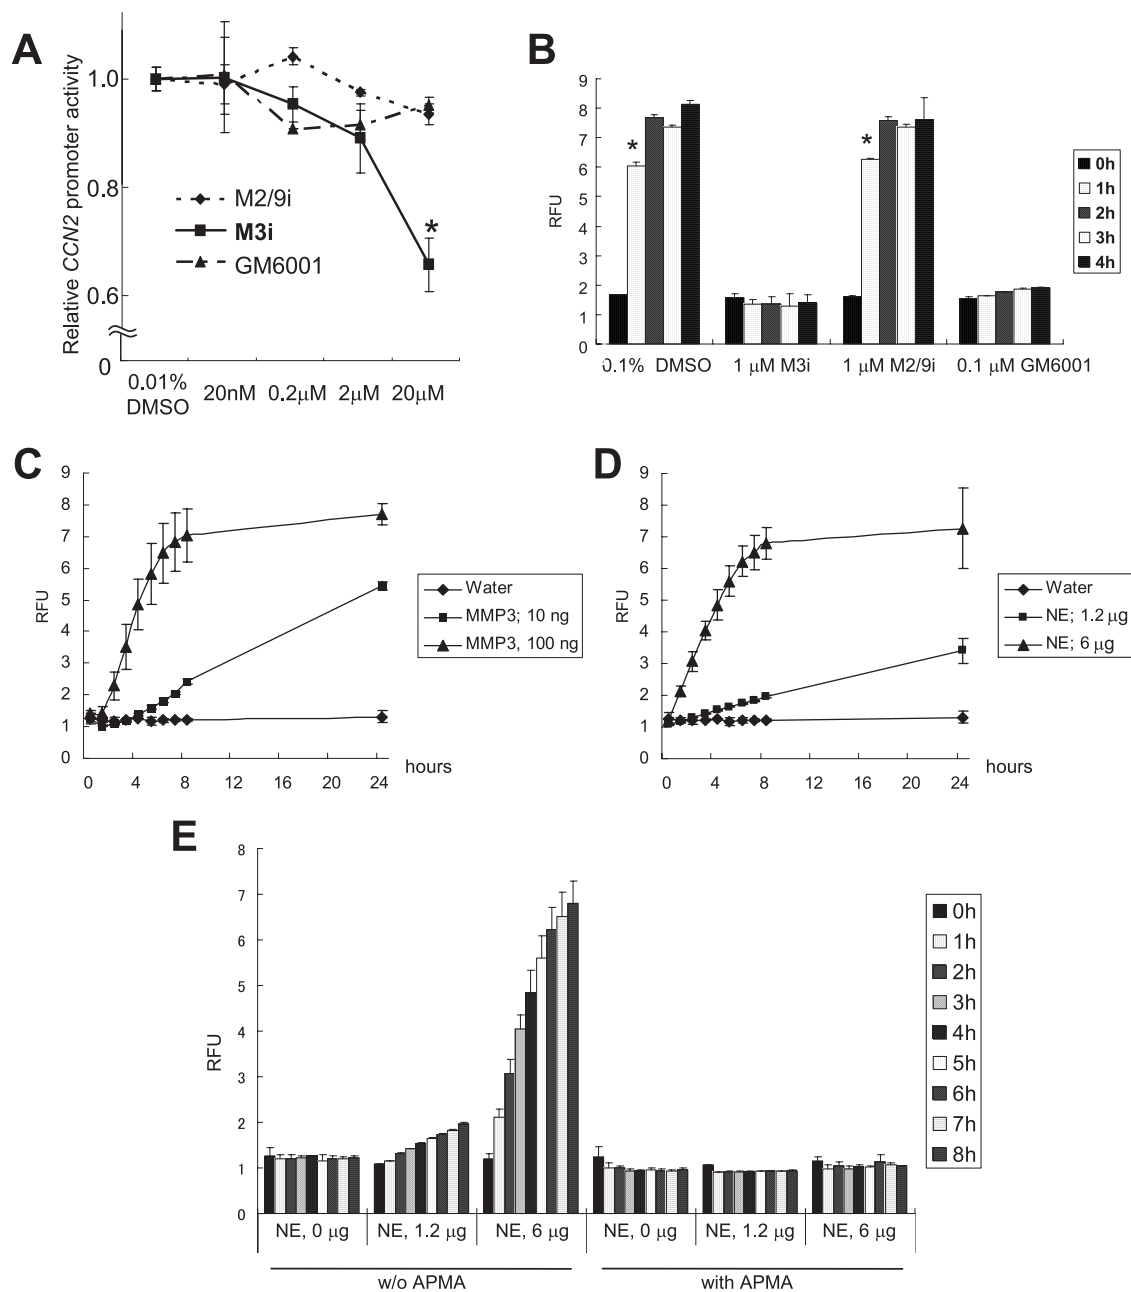 A
Relative CCN2 promoter activity
1.0
0.8
0.6
0
M2/9i
M3i
GM6001
*
0.01%
DMSO
20nM
0.2µM
2µM
20µM
B
RFU
9
8
7
6
5
4
3
2
1
0
*
*
0.1% DMSO
1 µM M3i
1 µM M2/9i
0.1 µM GM6001
0h
1h
2h
3h
4h
C
RFU
9
8
7
6
5
4
3
2
1
0
0 4 8 12 16 20 24
hours
Water
MMP3; 10 ng
MMP3, 100 ng
D
RFU
9
8
7
6
5
4
3
2
1
0
0 4 8 12 16 20 24
hours
Water
NE; 1.2 µg
NE; 6 µg
E
RFU
8
7
6
5
4
3
2
1
0
NE, 0 µg
NE, 1.2 µg
NE, 6 µg
NE, 0 µg
NE, 1.2 µg
NE, 6 µg
w/o APMA
with APMA
0h
1h
2h
3h
4h
5h
6h
7h
8h